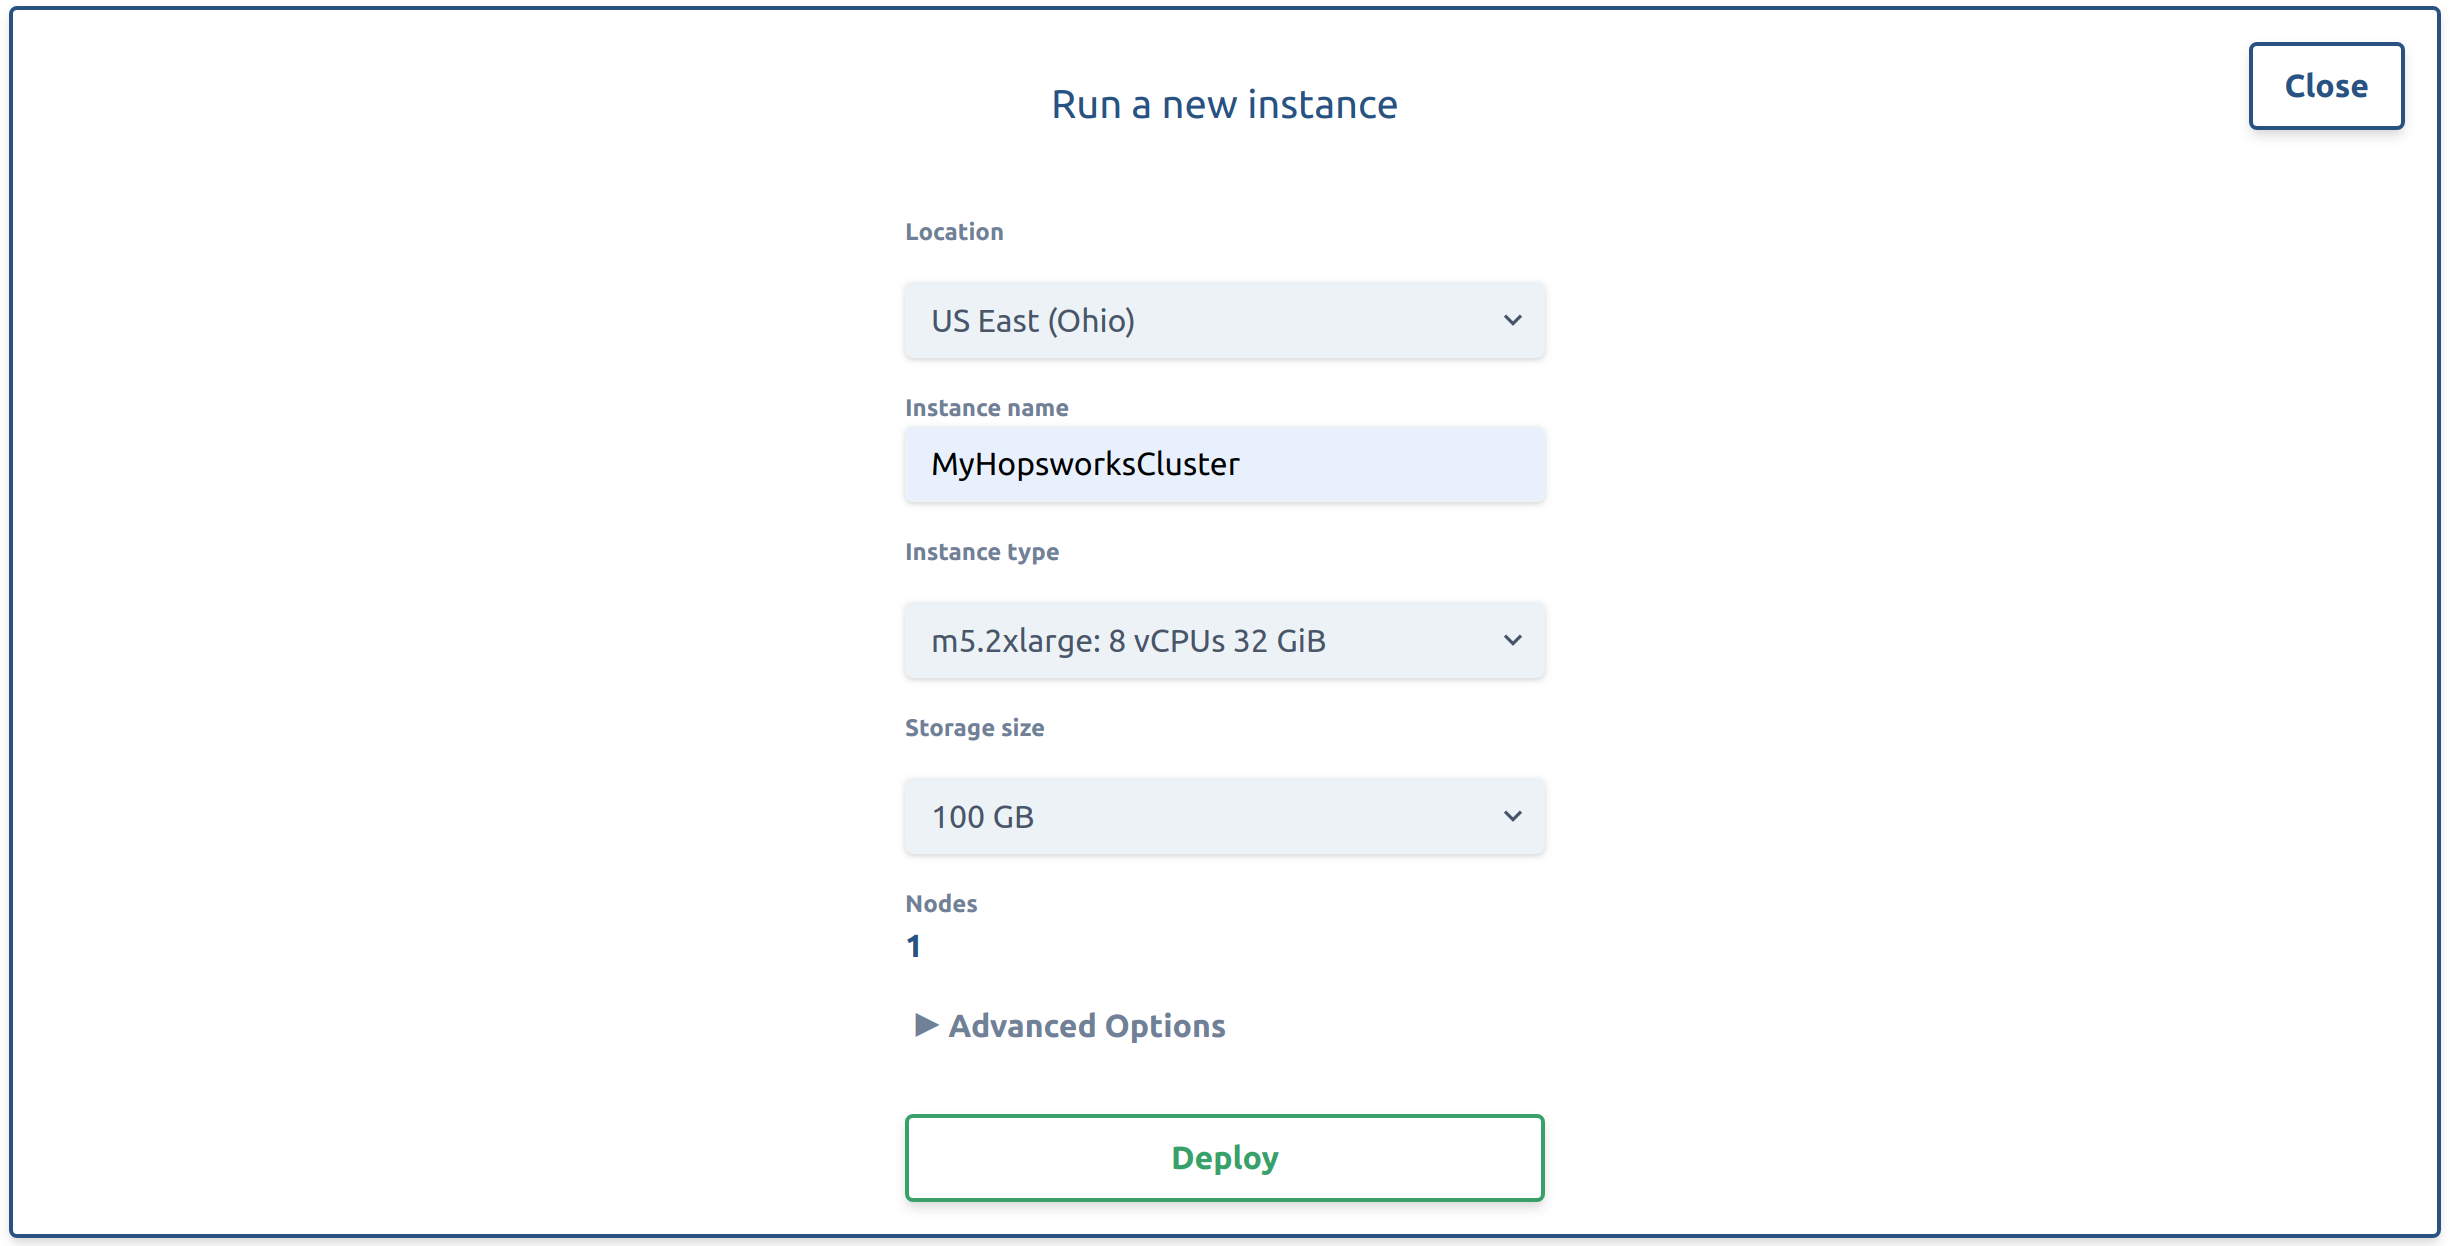 Close
Run a new instance
Location
US East (Ohio)
Instance name
MyHopsworksCluster
Instance type
m5.2xlarge: 8 vCPUs 32 GiB
Storage size
100 GB
Nodes
1
Advanced Options
Deploy